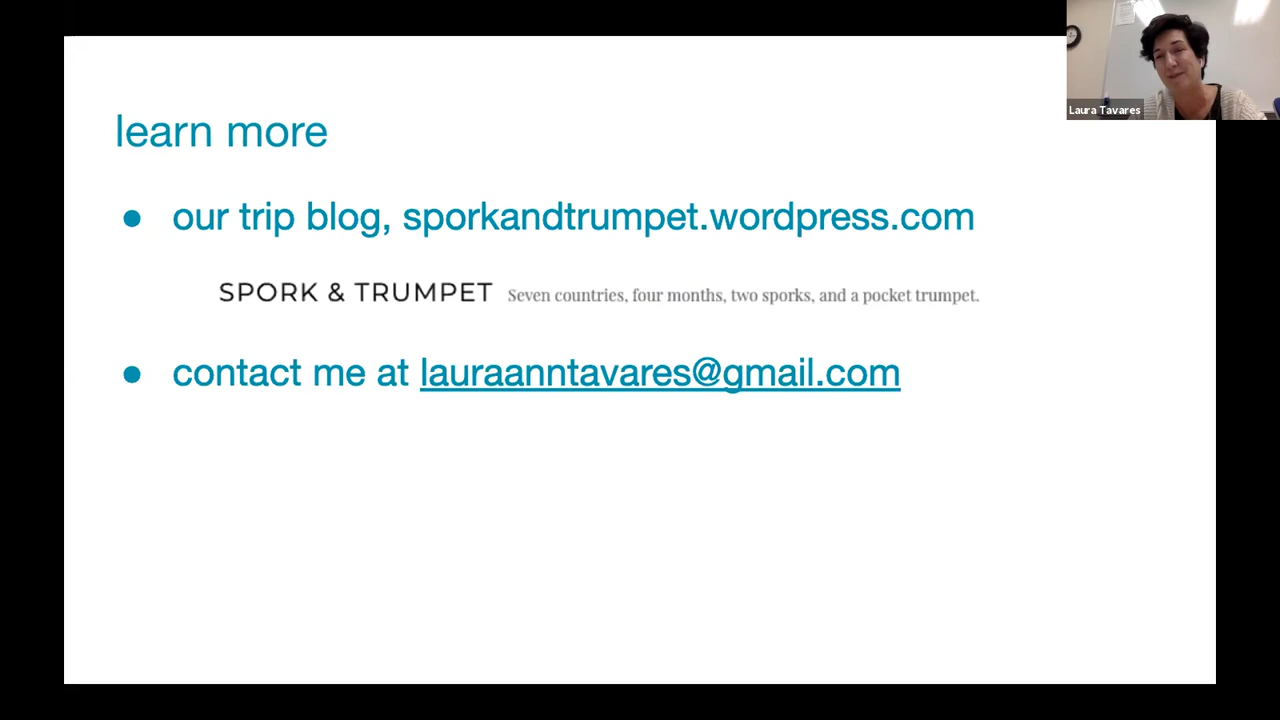 learn more
● our trip blog, sporkandtrumpet.wordpress.com
SPORK & TRUMPET Seven countries, four months, two sporks, and a pocket trumpet.
● contact me at lauraanntavares@gmail.com
Laura Tavares